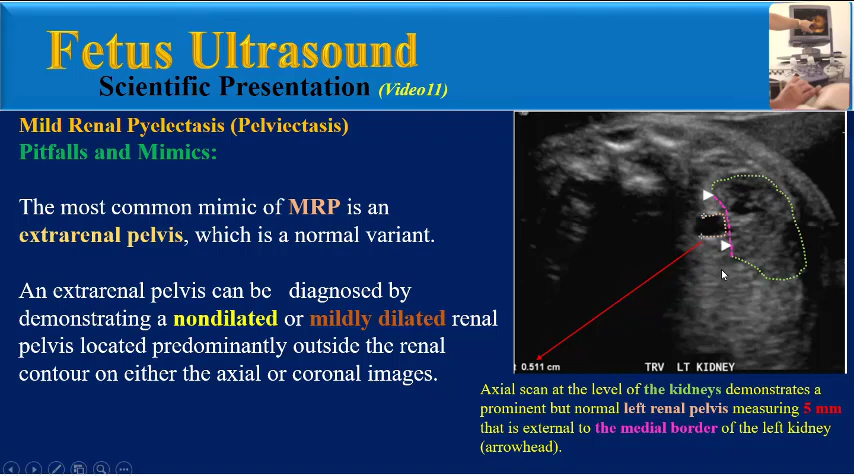 Fetus Ultrasound
Scientific Presentation (Video11)
Mild Renal Pyelectasis (Pelviectasis)
Pitfalls and Mimics:
The most common mimic of MRP is an
extrarenal pelvis, which is a normal variant.
An extrarenal pelvis can be diagnosed by
demonstrating a nondilated or mildly dilated renal
pelvis located predominantly outside the renal
contour on either the axial or coronal images.
0.511 cm
TRV LT KIDNEY
Axial scan at the level of the kidneys demonstrates a
prominent but normal left renal pelvis measuring 5 mm
that is external to the medial border of the left kidney
(arrowhead).